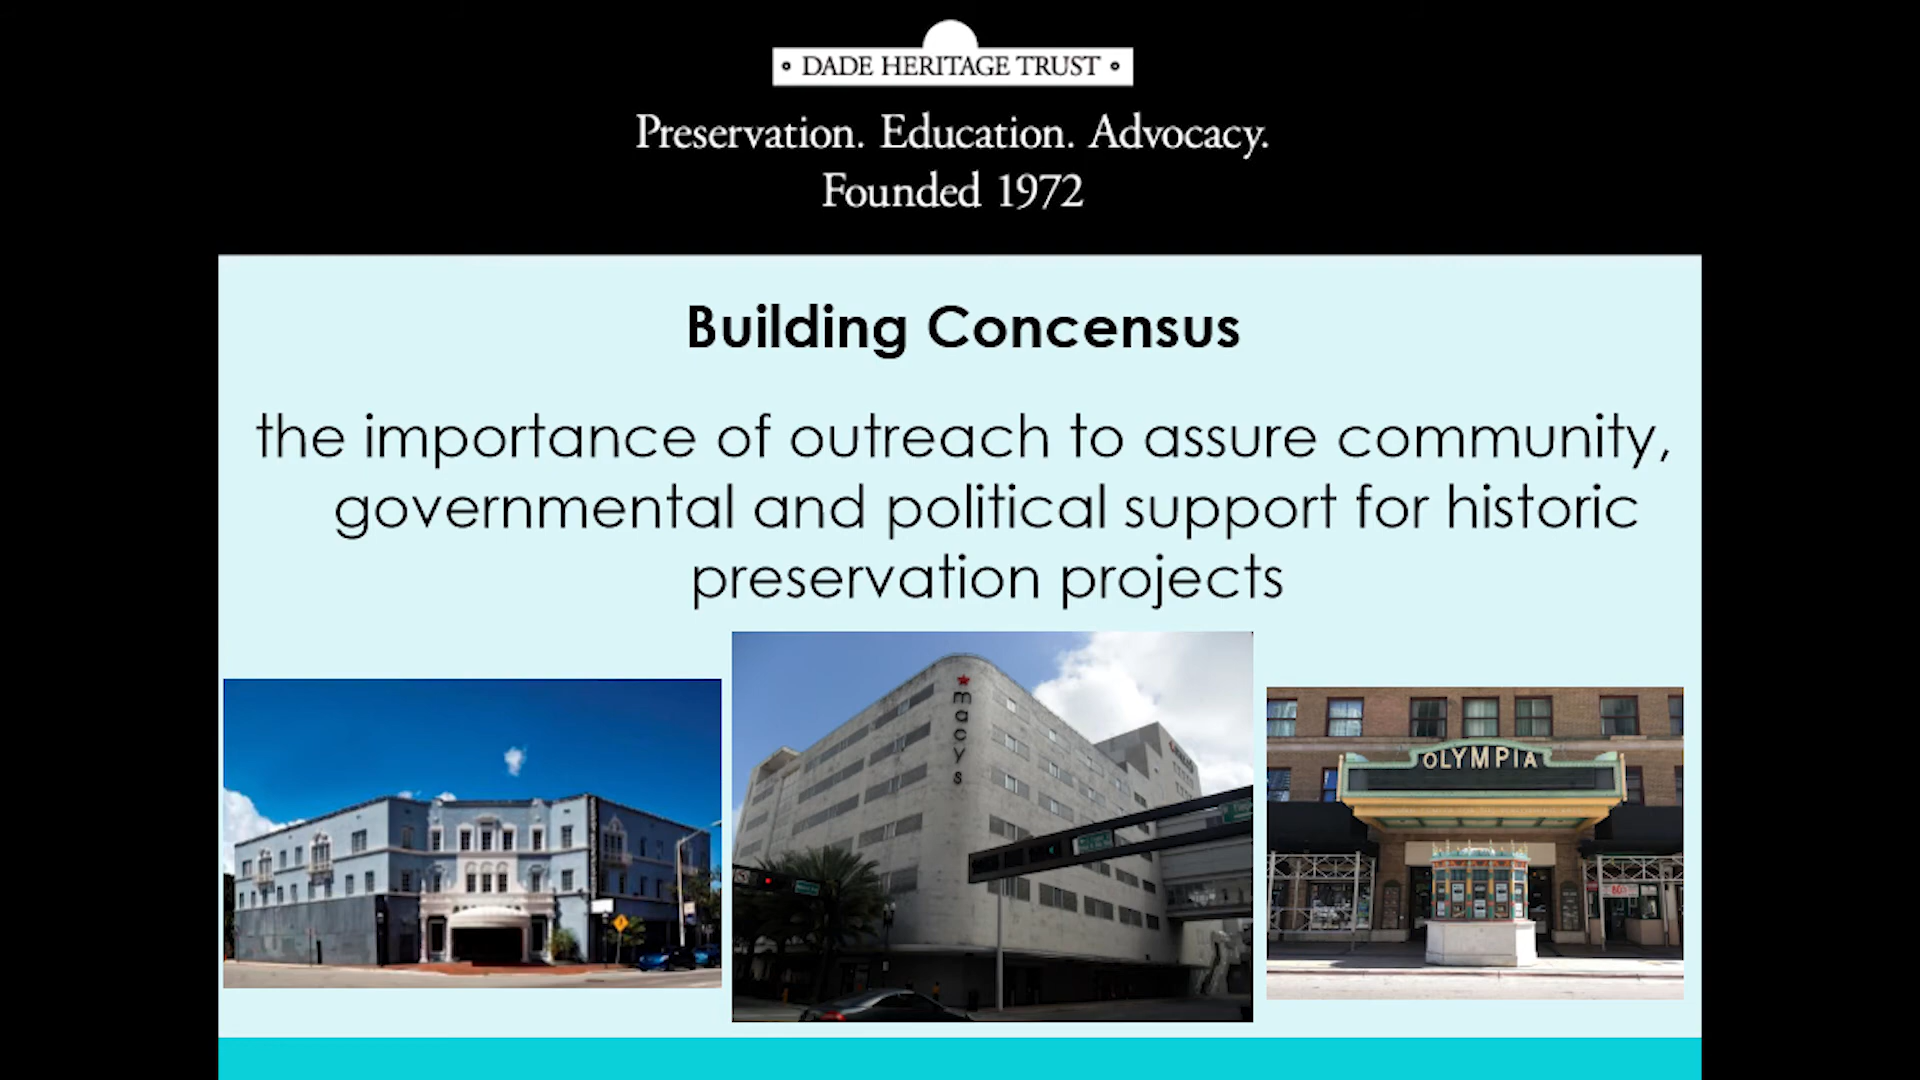 DADE HERITAGE TRUST
Preservation. Education. Advocacy.
Founded 1972
Building Concensus
the importance of outreach to assure community,
governmental and political support for historic
preservation projects
macys
OLYMPIA